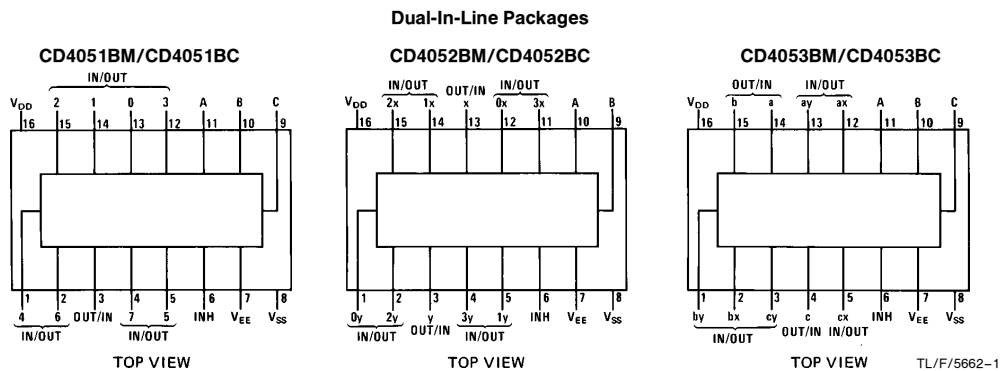 Dual-In-Line Packages
CD4051BM/CD4051BC
IN/OUT
VDD 2 1 0 3 A B C
16 15 14 13 12 11 10 9
1 2 3 4 5 6 7 8
4 6 OUT/IN 7 5 INH VEE VSS
IN/OUT IN/OUT
TOP VIEW
CD4052BM/CD4052BC
IN/OUT OUT/IN IN/OUT
VDD 2x 1x x 0x 3x A B
16 15 14 13 12 11 10 9
1 2 3 4 5 6 7 8
0y 2y y OUT/IN 3y 1y INH VEE VSS
IN/OUT IN/OUT
TOP VIEW
CD4053BM/CD4053BC
OUT/IN IN/OUT
VDD b a ay ax A B C
16 15 14 13 12 11 10 9
1 2 3 4 5 6 7 8
by bx cy c cx INH VEE VSS
IN/OUT OUT/IN IN/OUT
TOP VIEW
TL/F/5662–1